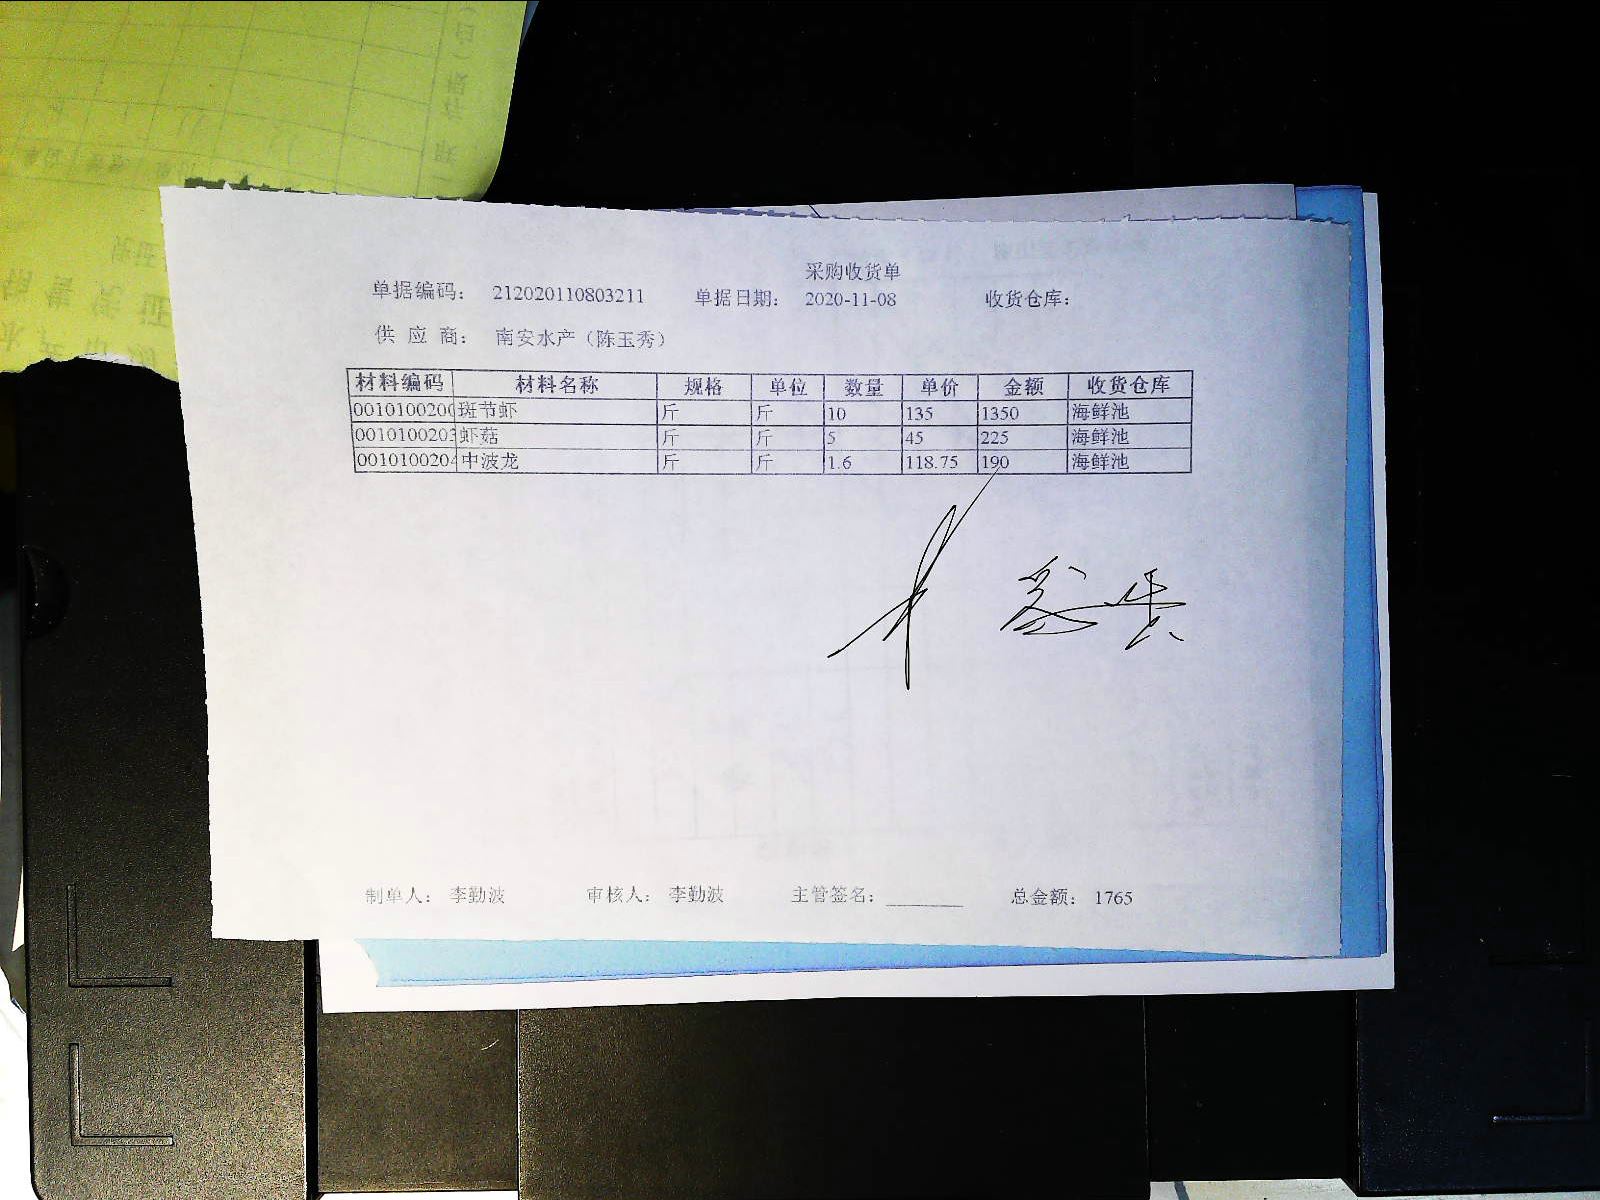 采购收货单
单据编码： 212020110803211 单据日期： 2020-11-08 收货仓库：
供 应 商： 南安水产（陈玉秀）
材料编码 材料名称 规格 单位 数量 单价 金额 收货仓库
0010100200 斑节虾 斤 斤 10 135 1350 海鲜池
0010100203 虾菇 斤 斤 5 45 225 海鲜池
001010020 中波龙 斤 斤 1.6 118.75 190 海鲜池
制单人： 李勤波 审核人： 李勤波 主管签名： 总金额： 1765